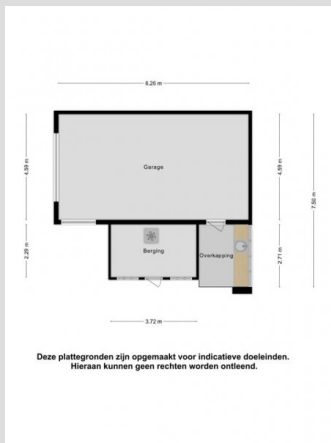 8.26 m
Garage
4.59 m
4.59 m
7.50 m
Berging
Overkapping
2.29 m
2.71 m
3.72 m
Deze plattegronden zijn opgemaakt voor indicatieve doeleinden.
Hieraan kunnen geen rechten worden ontleend.